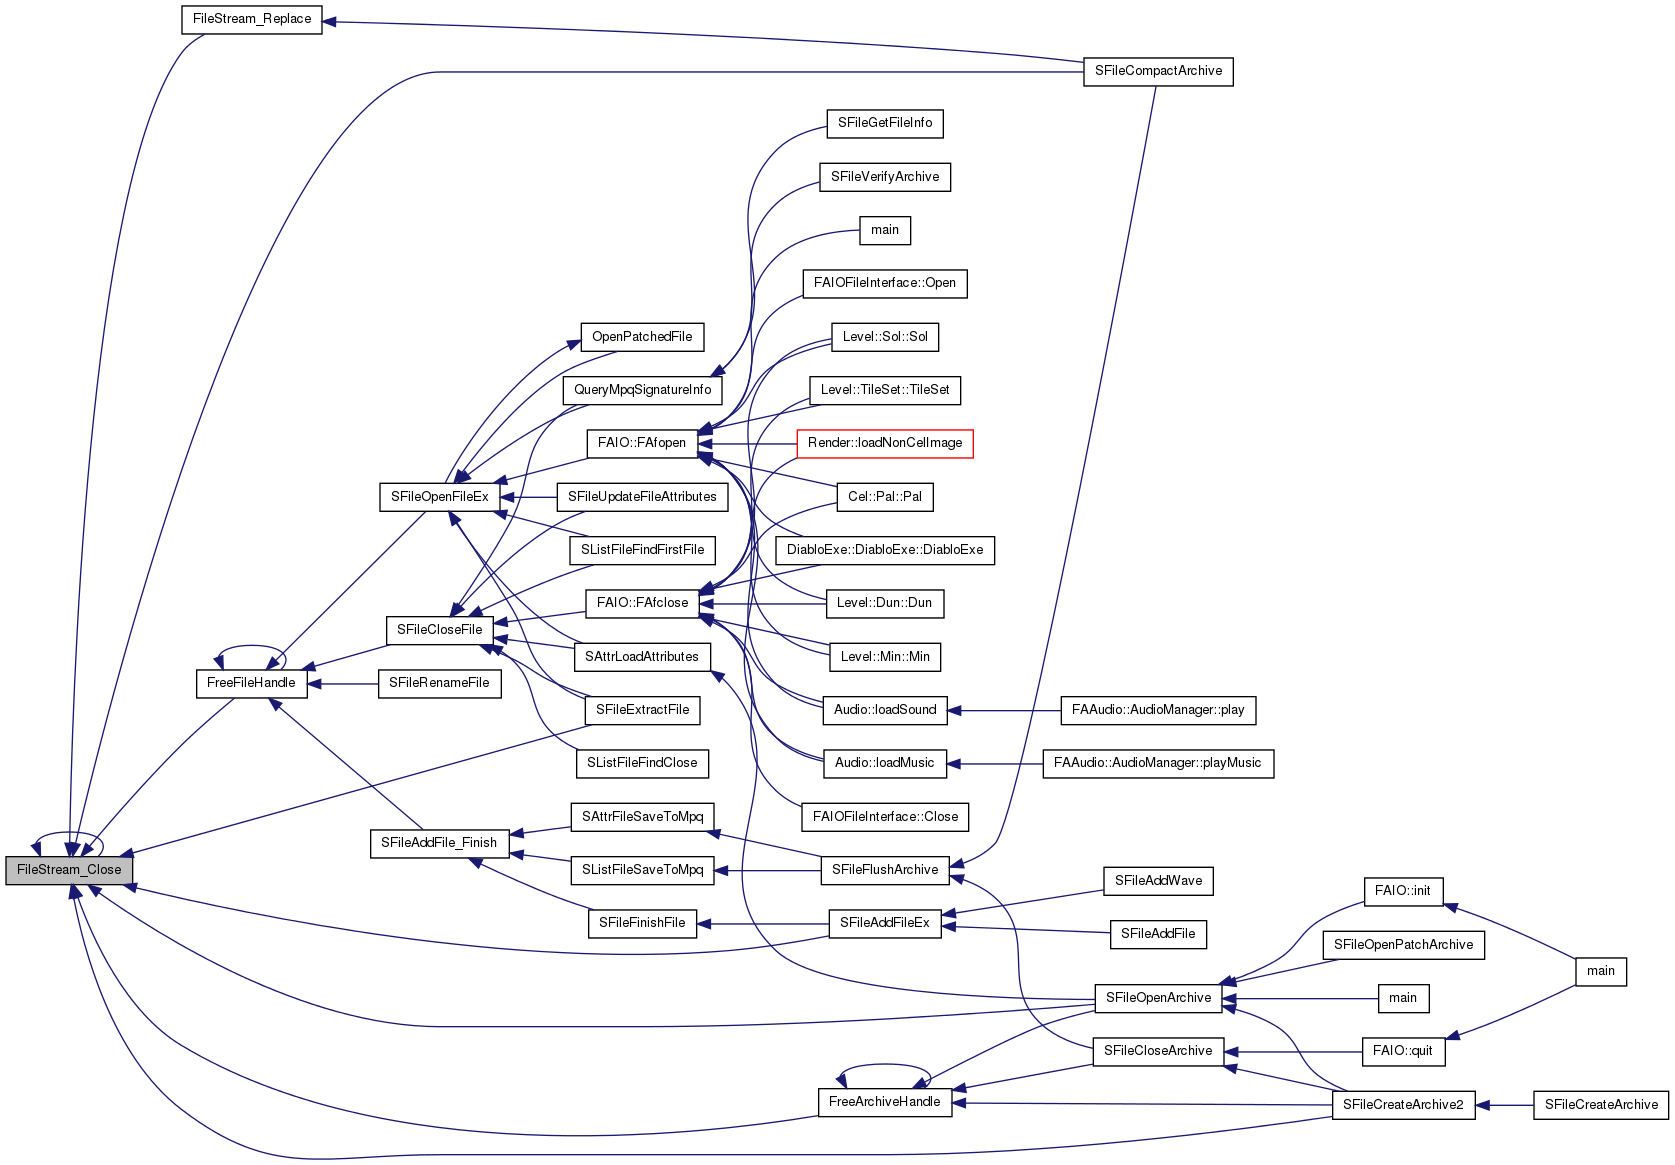 FileStream_Replace
SFileCompactArchive
SFileGetFileInfo
SFileVerifyArchive
main
FAIOFileInterface::Open
OpenPatchedFile
Level::Sol::Sol
QueryMpqSignatureInfo
Level::TileSet::TileSet
FAIO::FAfopen
Render::loadNonCelImage
SFileOpenFileEx
SFileUpdateFileAttributes
Cel::Pal::Pal
SListFileFindFirstFile
DiabloExe::DiabloExe::DiabloExe
FAIO::FAfclose
Level::Dun::Dun
SFileCloseFile
SAttrLoadAttributes
Level::Min::Min
FreeFileHandle
SFileRenameFile
SFileExtractFile
Audio::loadSound
FAAudio::AudioManager::play
SListFileFindClose
Audio::loadMusic
FAAudio::AudioManager::playMusic
SAttrFileSaveToMpq
FAIOFileInterface::Close
SFileAddFile_Finish
FileStream_Close
SListFileSaveToMpq
SFileFlushArchive
SFileAddWave
FAIO::init
SFileFinishFile
SFileAddFileEx
SFileAddFile
SFileOpenPatchArchive
main
SFileOpenArchive
main
SFileCloseArchive
FAIO::quit
FreeArchiveHandle
SFileCreateArchive2
SFileCreateArchive